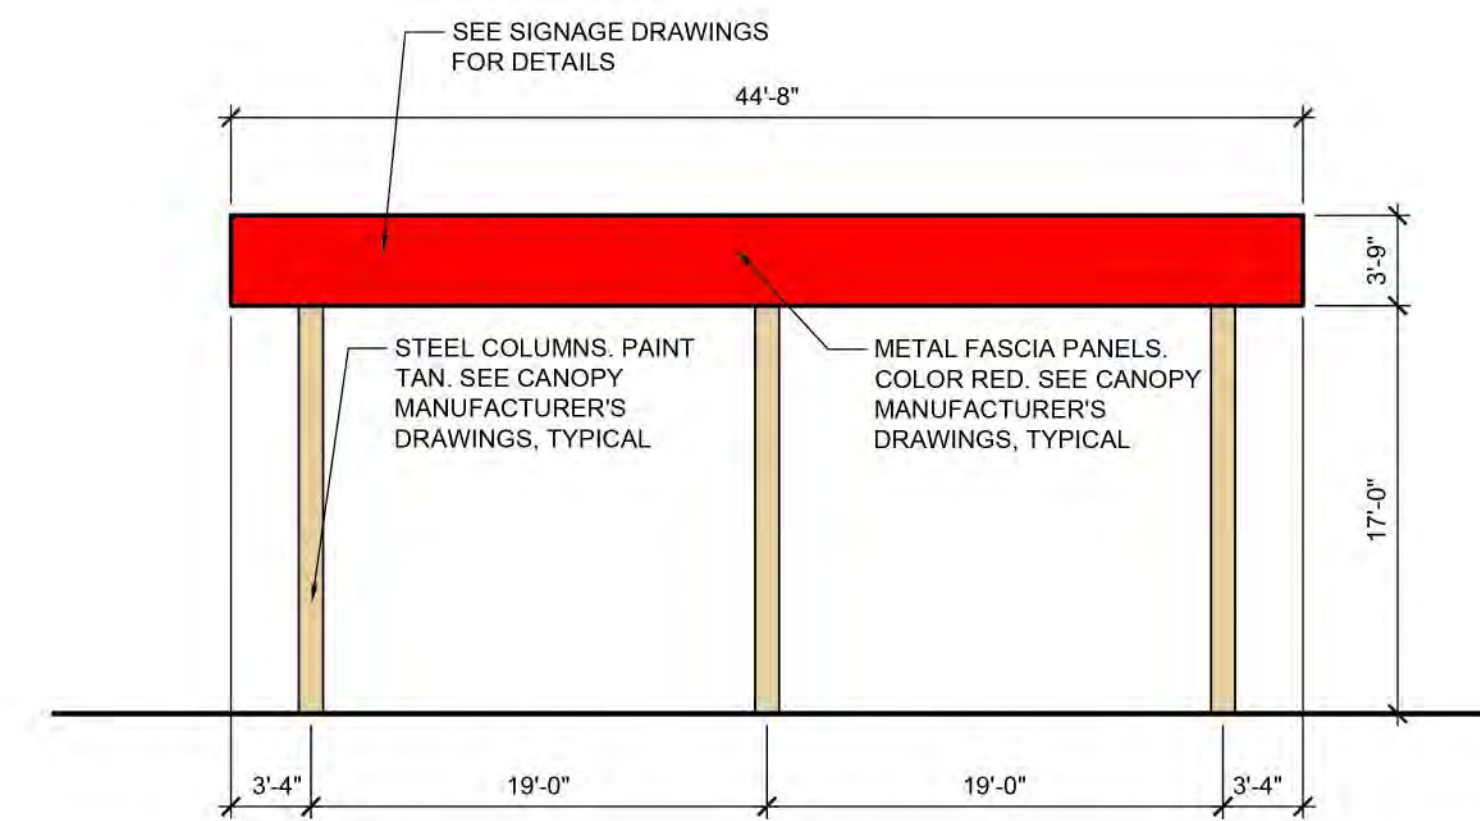 SEE SIGNAGE DRAWINGS
FOR DETAILS
44'-8"
3'-9"
STEEL COLUMNS. PAINT
TAN. SEE CANOPY
MANUFACTURER'S
DRAWINGS, TYPICAL
METAL FASCIA PANELS.
COLOR RED. SEE CANOPY
MANUFACTURER'S
DRAWINGS, TYPICAL
17'-0"
3'-4"
19'-0"
19'-0"
3'-4"